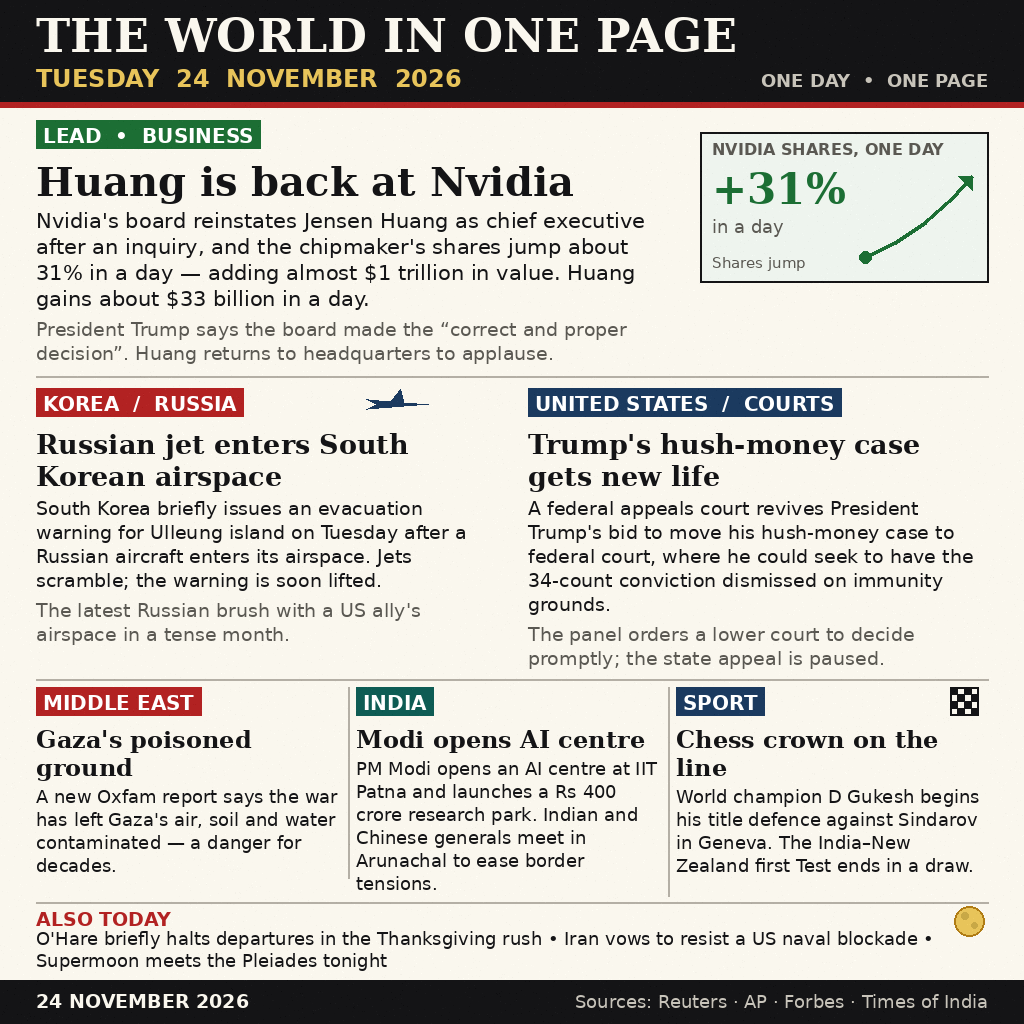 THE WORLD IN ONE PAGE
TUESDAY 24 NOVEMBER 2026
ONE DAY • ONE PAGE
LEAD • BUSINESS
Huang is back at Nvidia
Nvidia's board reinstates Jensen Huang as chief executive
after an inquiry, and the chipmaker's shares jump about
31% in a day — adding almost $1 trillion in value. Huang
gains about $33 billion in a day.
President Trump says the board made the “correct and proper
decision”. Huang returns to headquarters to applause.
NVIDIA SHARES, ONE DAY
+31%
in a day
Shares jump
KOREA / RUSSIA
Russian jet enters South
Korean airspace
South Korea briefly issues an evacuation
warning for Ulleung island on Tuesday after a
Russian aircraft enters its airspace. Jets
scramble; the warning is soon lifted.
The latest Russian brush with a US ally's
airspace in a tense month.
UNITED STATES / COURTS
Trump's hush-money case
gets new life
A federal appeals court revives President
Trump's bid to move his hush-money case to
federal court, where he could seek to have the
34-count conviction dismissed on immunity
grounds.
The panel orders a lower court to decide
promptly; the state appeal is paused.
MIDDLE EAST
Gaza's poisoned
ground
A new Oxfam report says the war
has left Gaza's air, soil and water
contaminated — a danger for
decades.
INDIA
Modi opens AI centre
PM Modi opens an AI centre at IIT
Patna and launches a Rs 400
crore research park. Indian and
Chinese generals meet in
Arunachal to ease border
tensions.
SPORT
Chess crown on the
line
World champion D Gukesh begins
his title defence against Sindarov
in Geneva. The India–New
Zealand first Test ends in a draw.
ALSO TODAY
O'Hare briefly halts departures in the Thanksgiving rush • Iran vows to resist a US naval blockade •
Supermoon meets the Pleiades tonight
24 NOVEMBER 2026
Sources: Reuters · AP · Forbes · Times of India